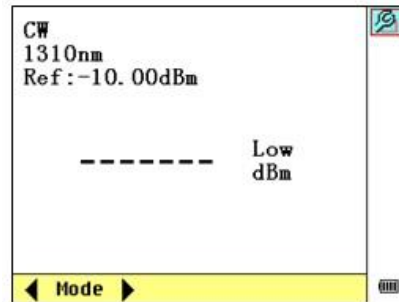 CW
1310nm
Ref:-10.00dBm
------- Low
dBm
Mode